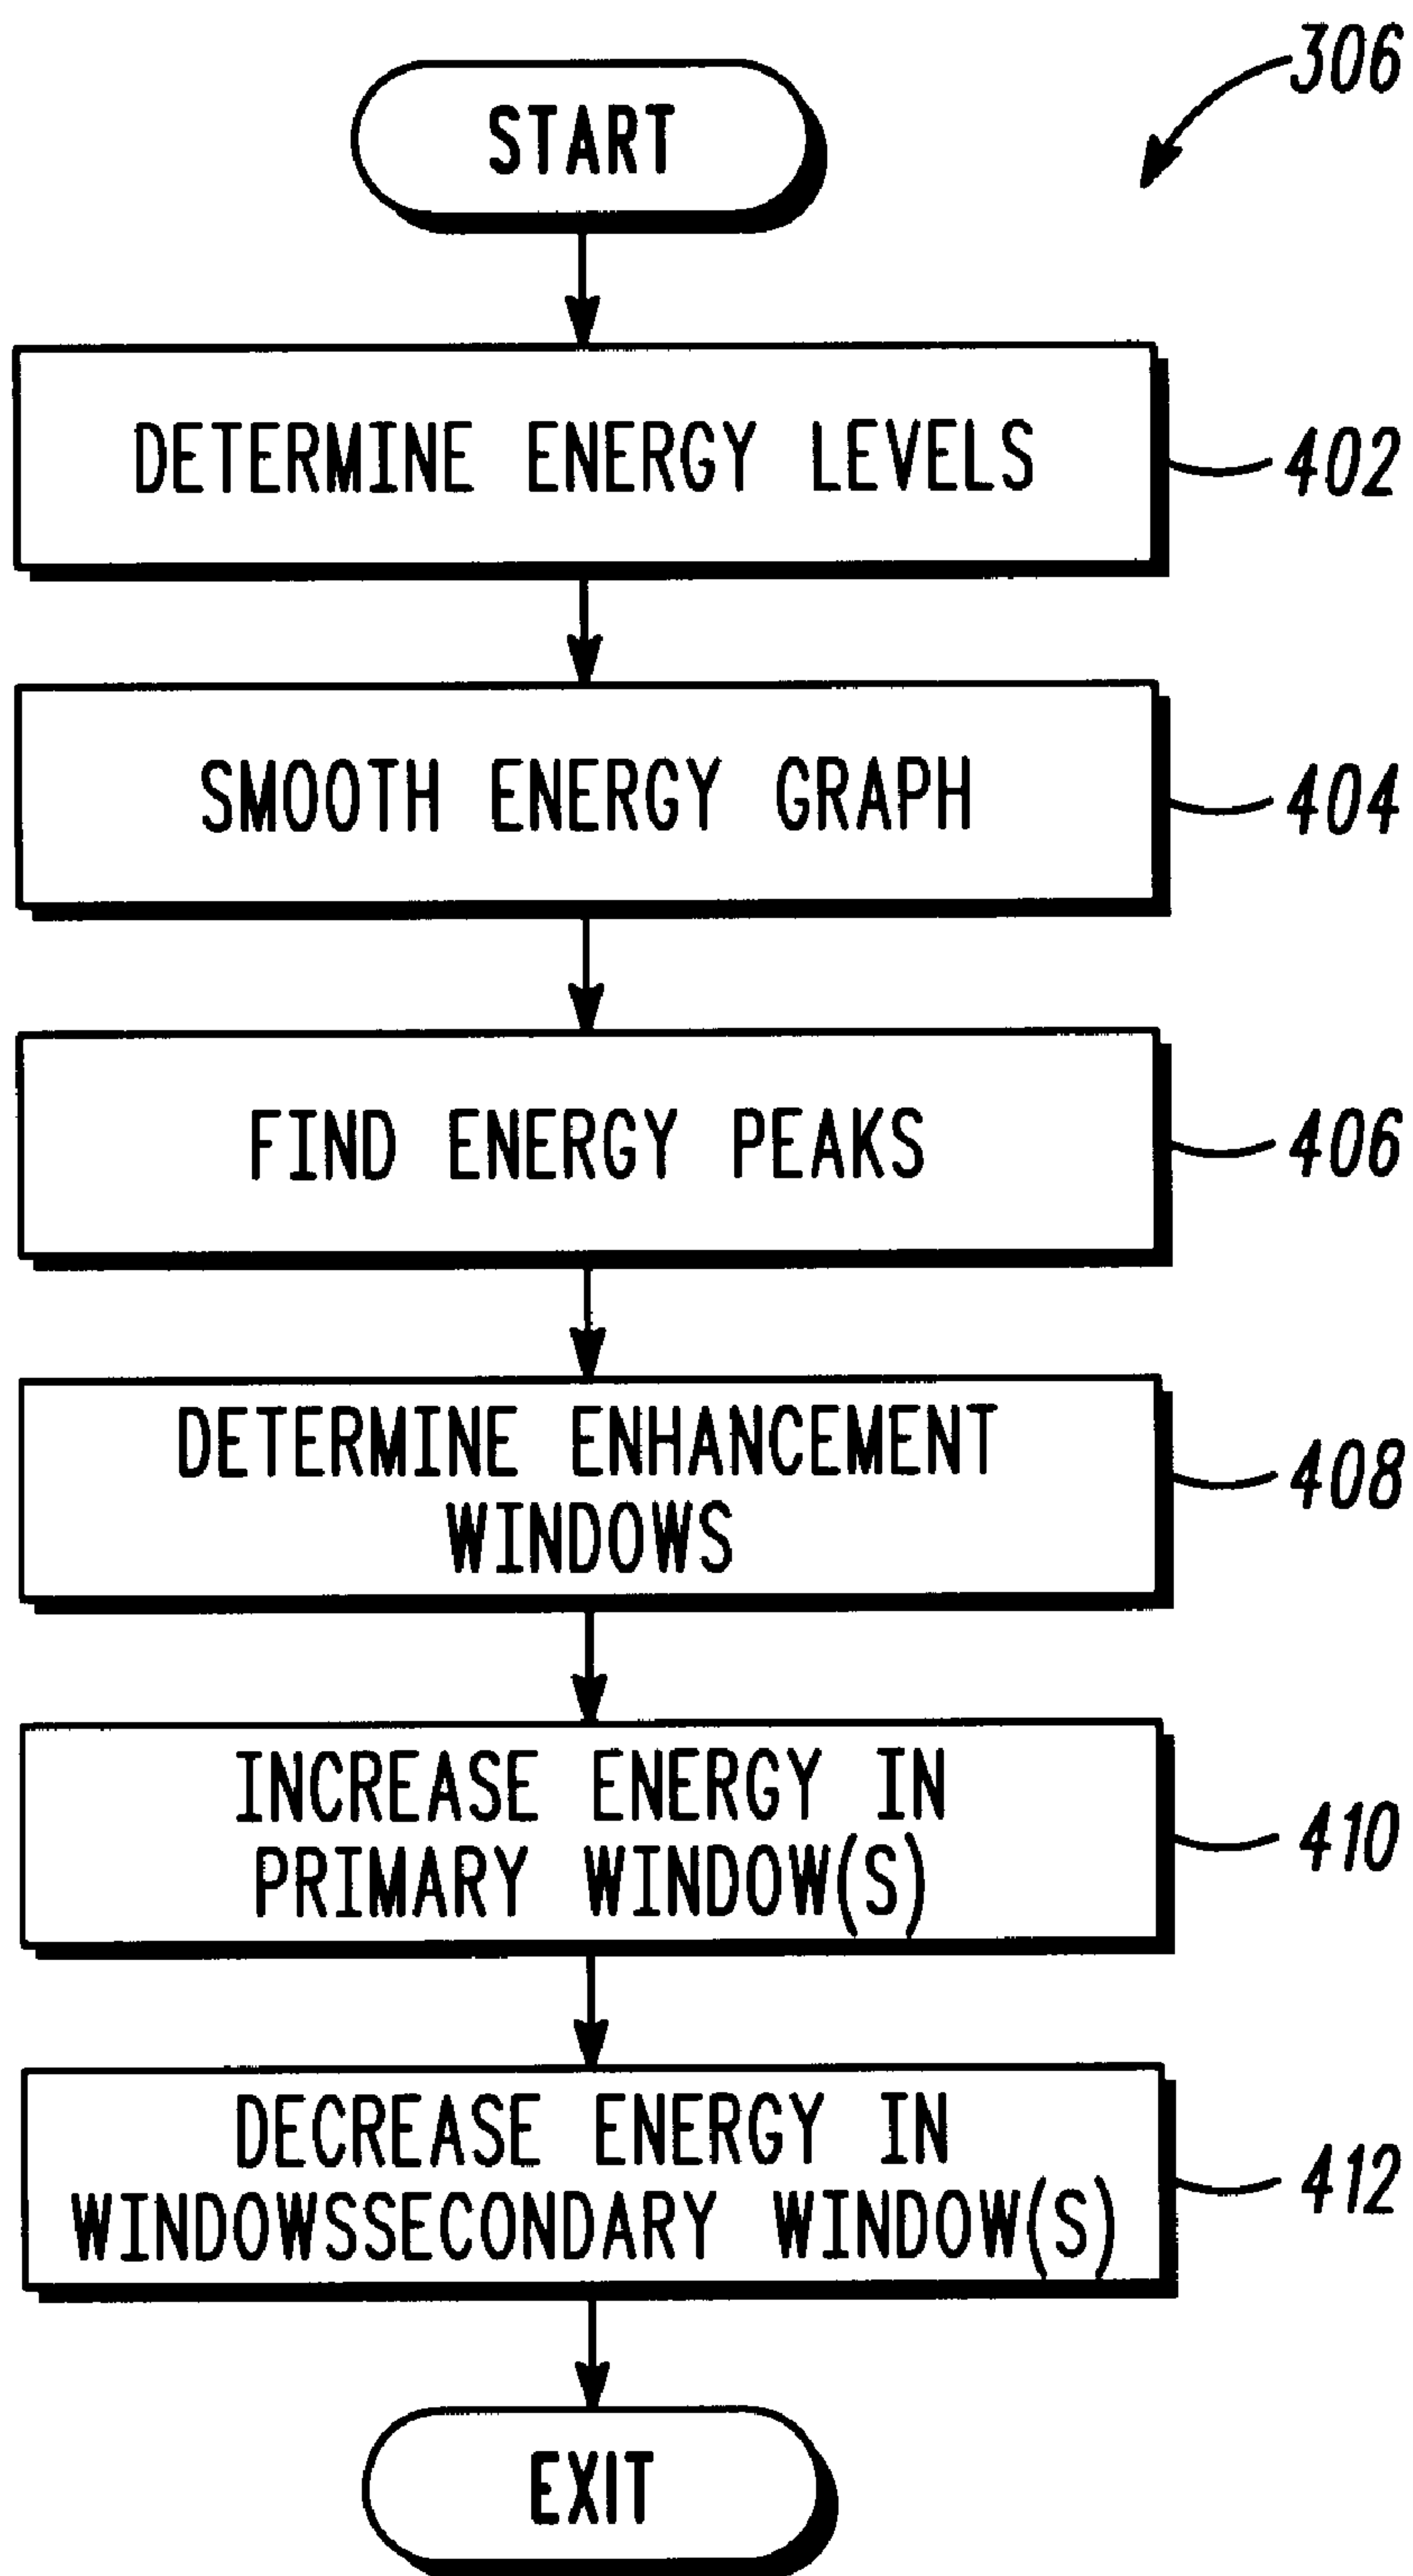 306
START
DETERMINE ENERGY LEVELS
402
SMOOTH ENERGY GRAPH
404
FIND ENERGY PEAKS
406
DETERMINE ENHANCEMENT
WINDOWS
408
INCREASE ENERGY IN
PRIMARY WINDOW(S)
410
DECREASE ENERGY IN
WINDOWSSECONDARY WINDOW(S)
412
EXIT